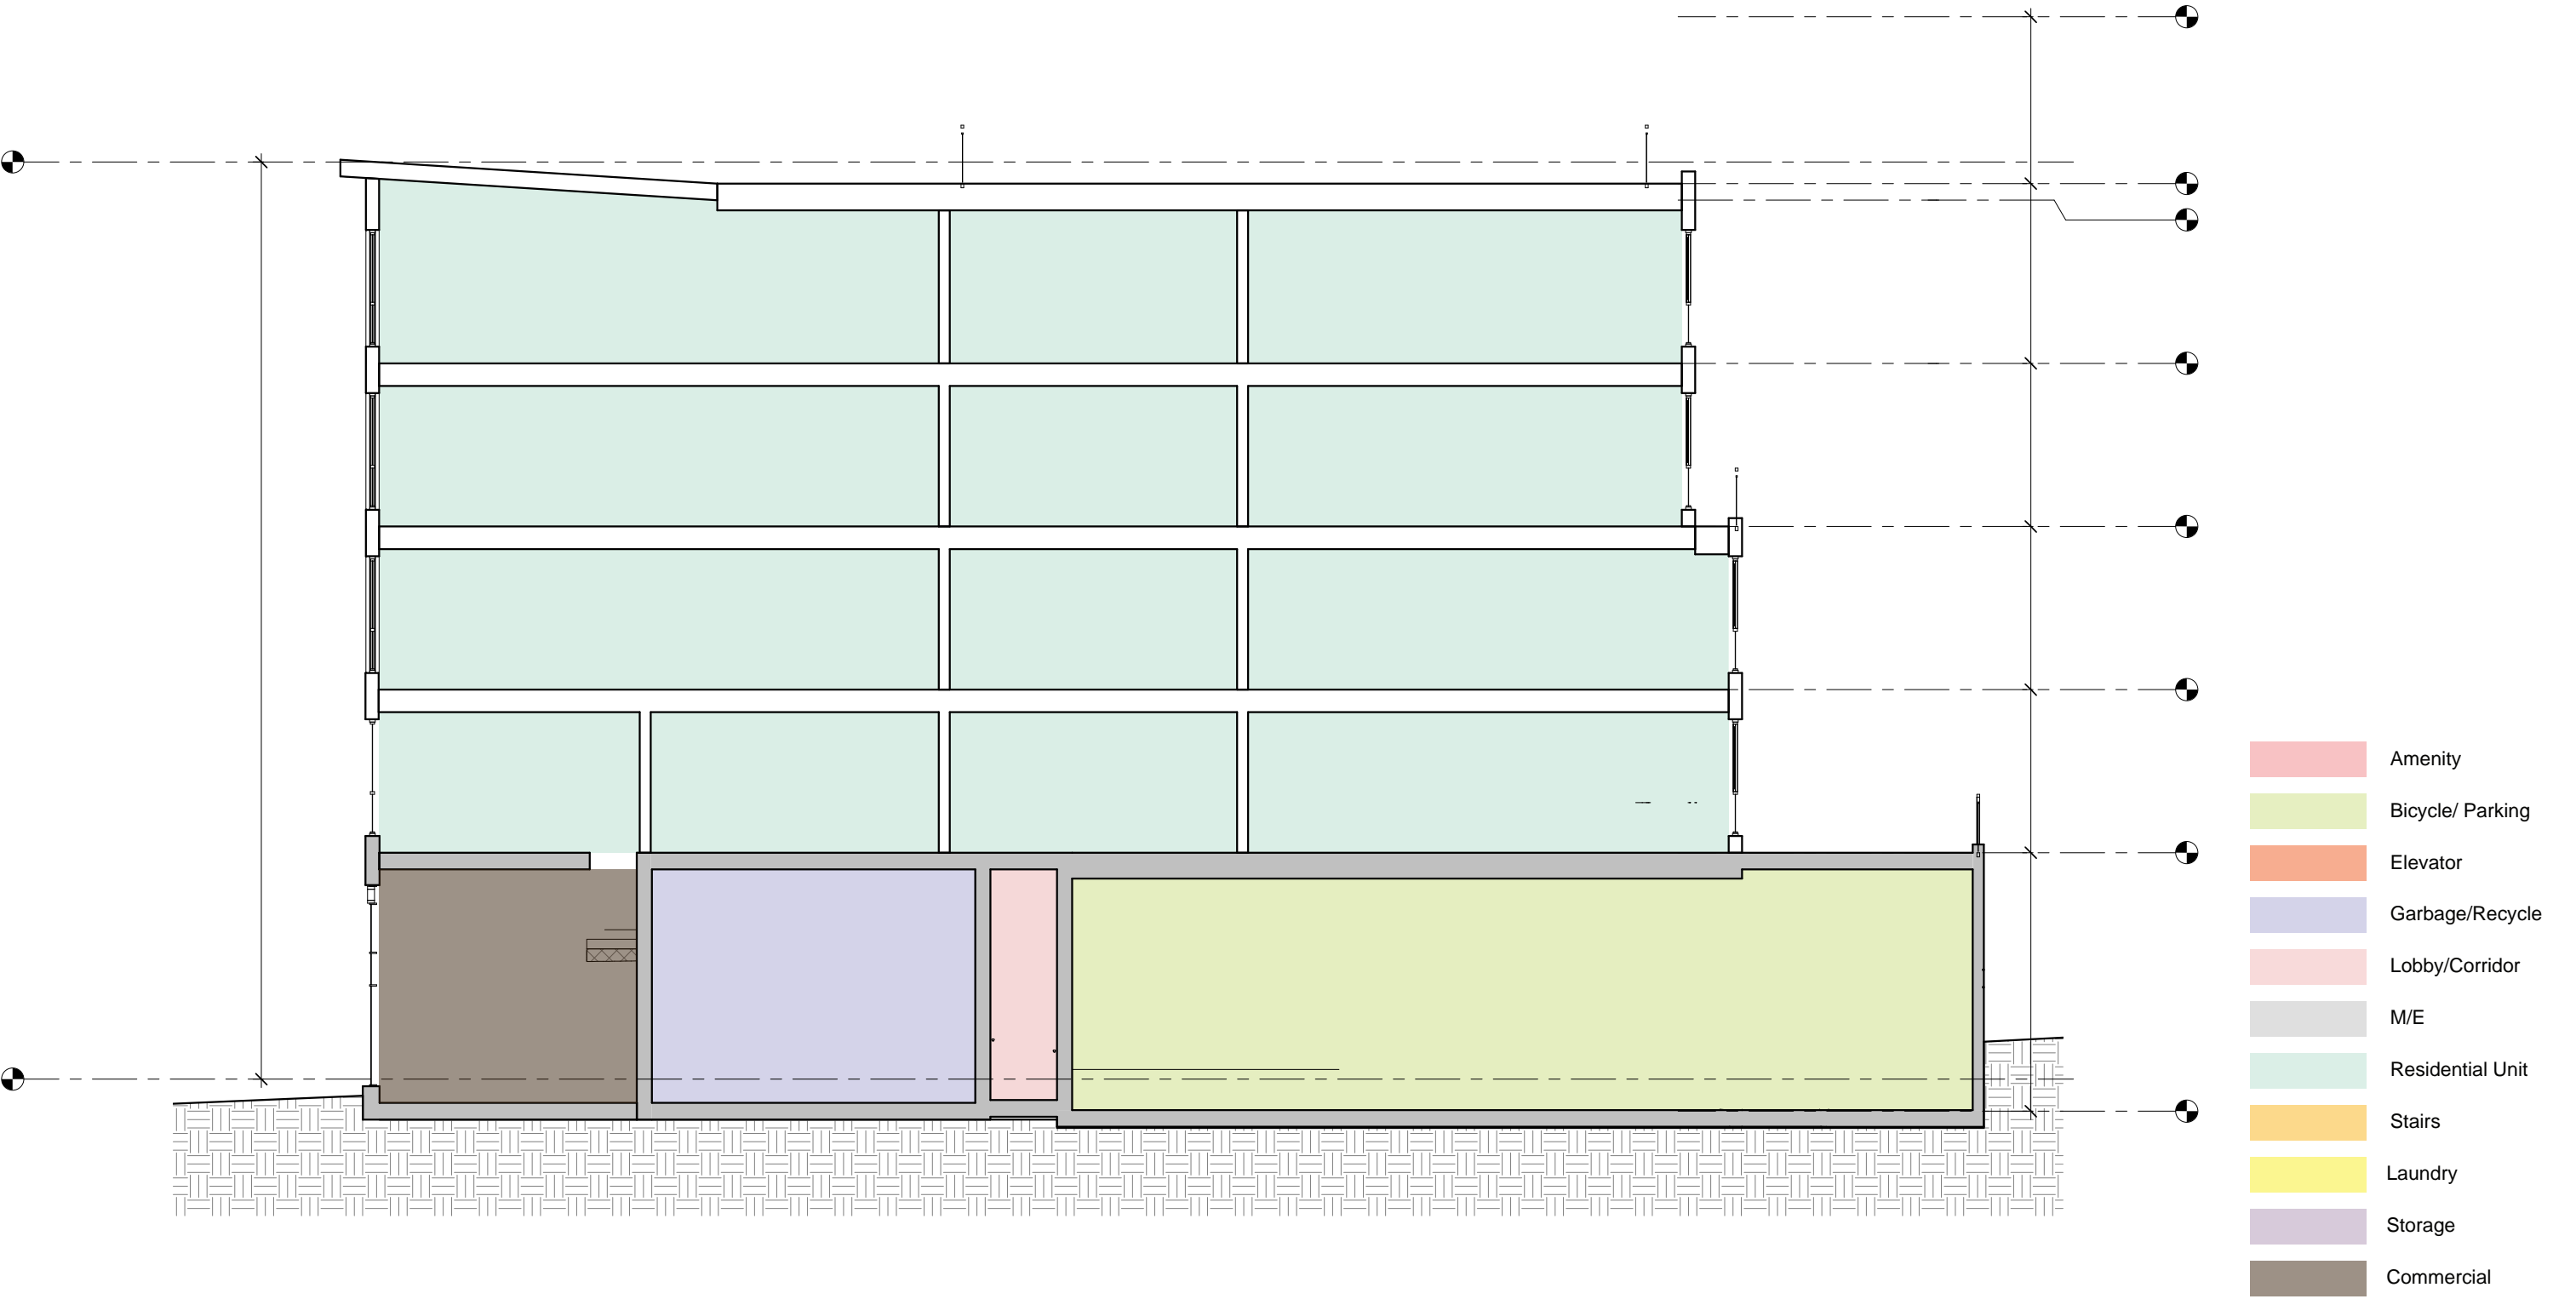 Amenity
Bicycle/ Parking
Elevator
Garbage/Recycle
Lobby/Corridor
M/E
Residential Unit
Stairs
Laundry
Storage
Commercial